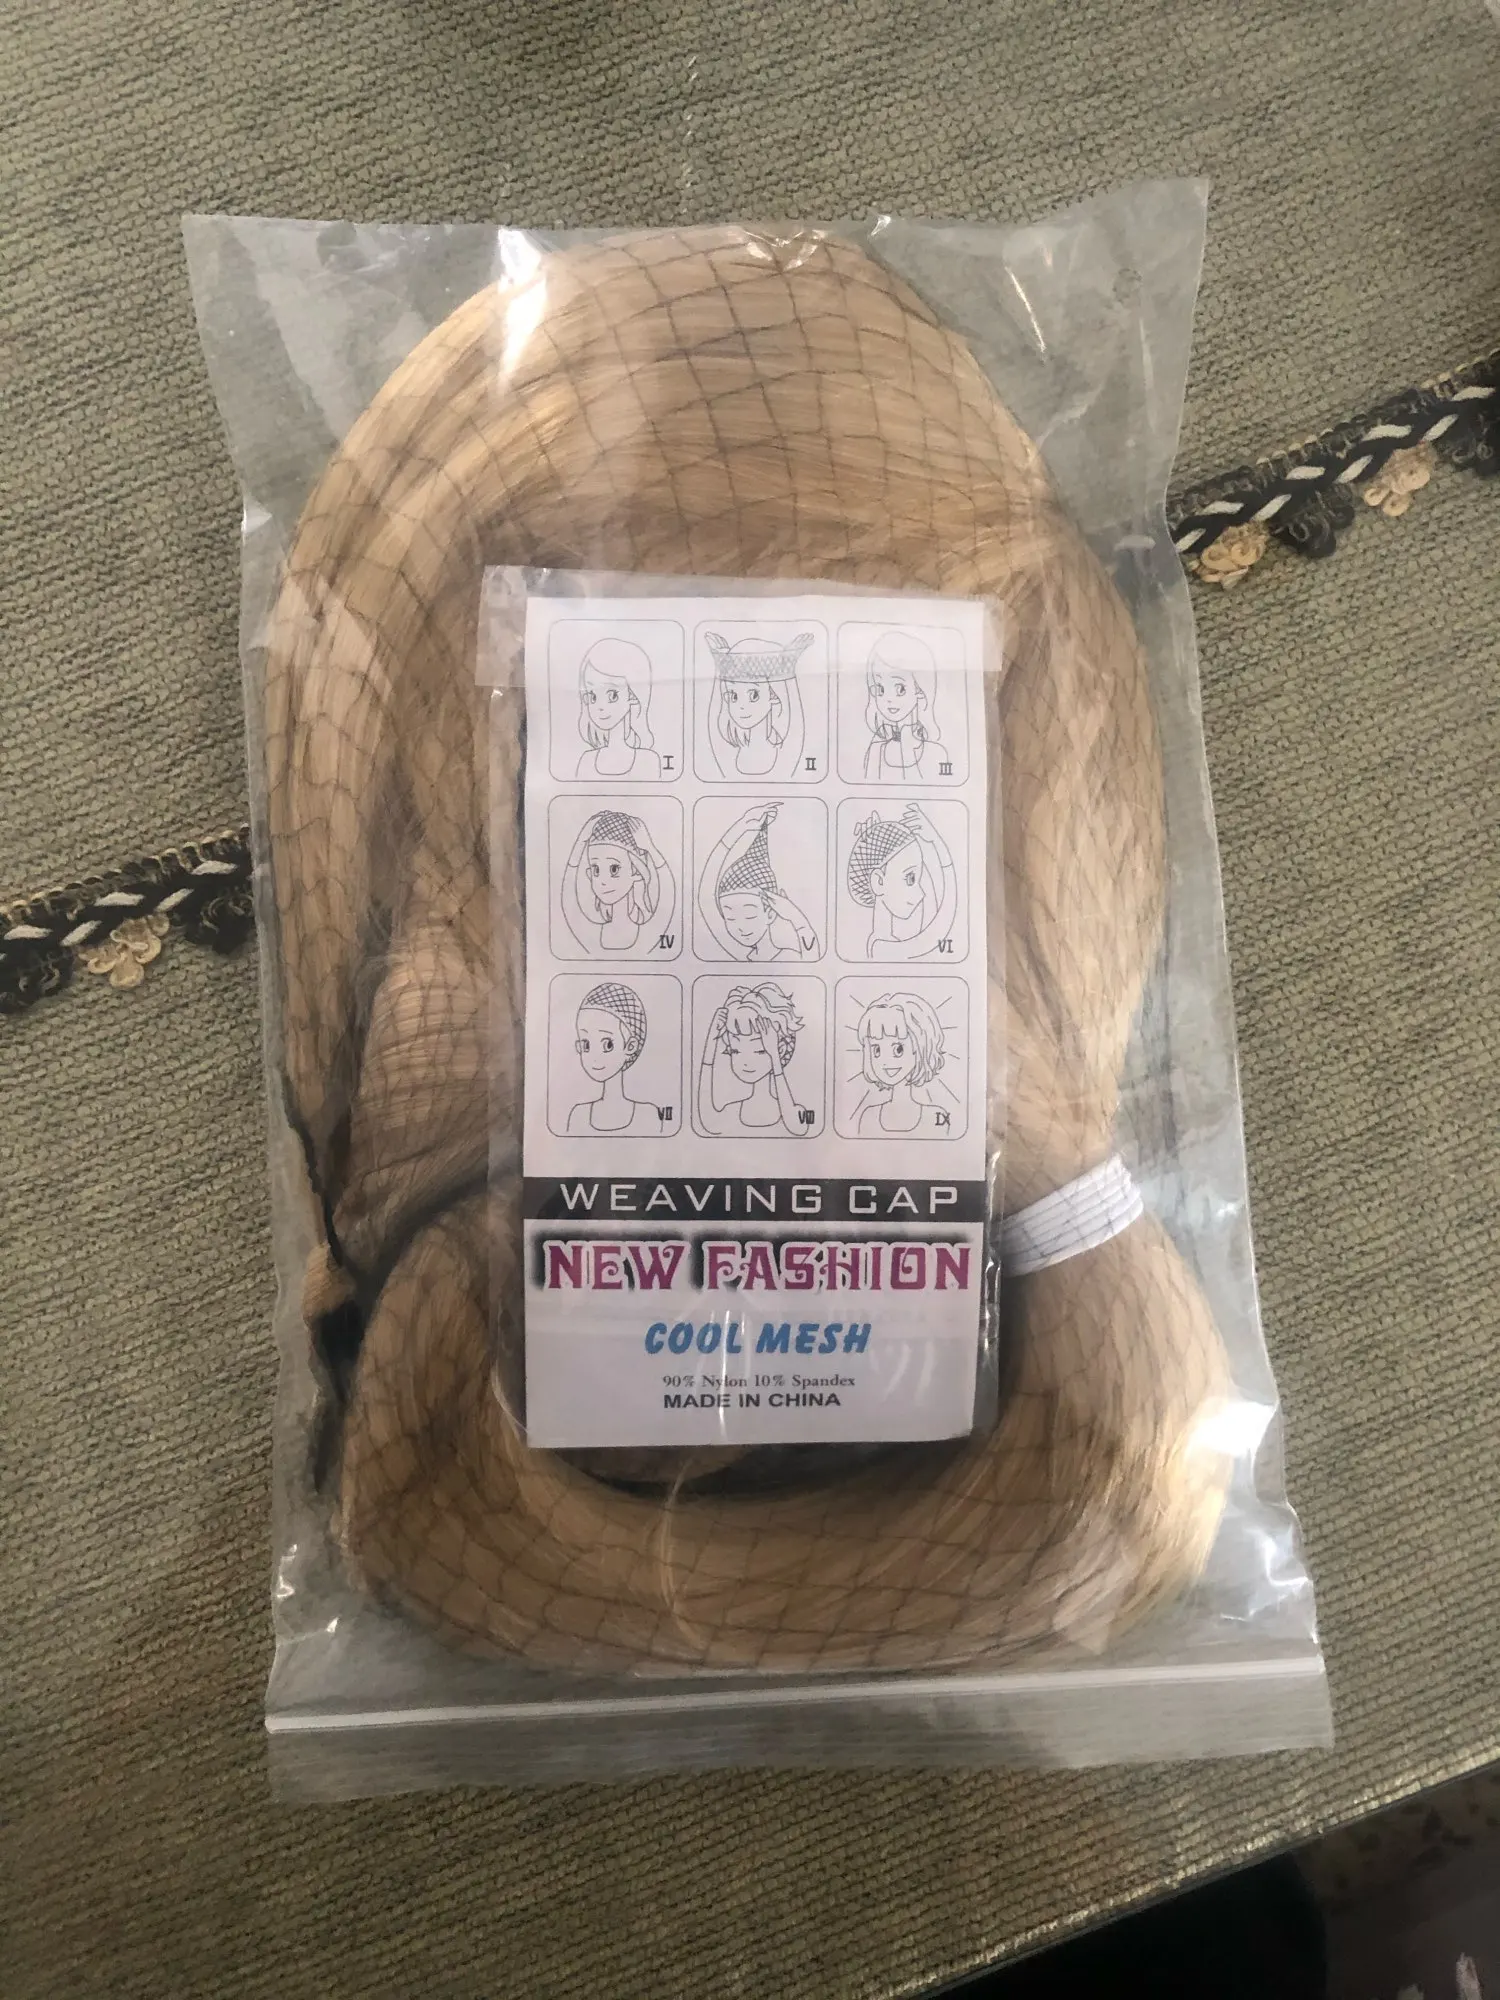 I
II
III
IV
V
VI
VII
VIII
IX
WEAVING CAP
NEW FASHION
COOL MESH
90% Nylon 10% Spandex
MADE IN CHINA